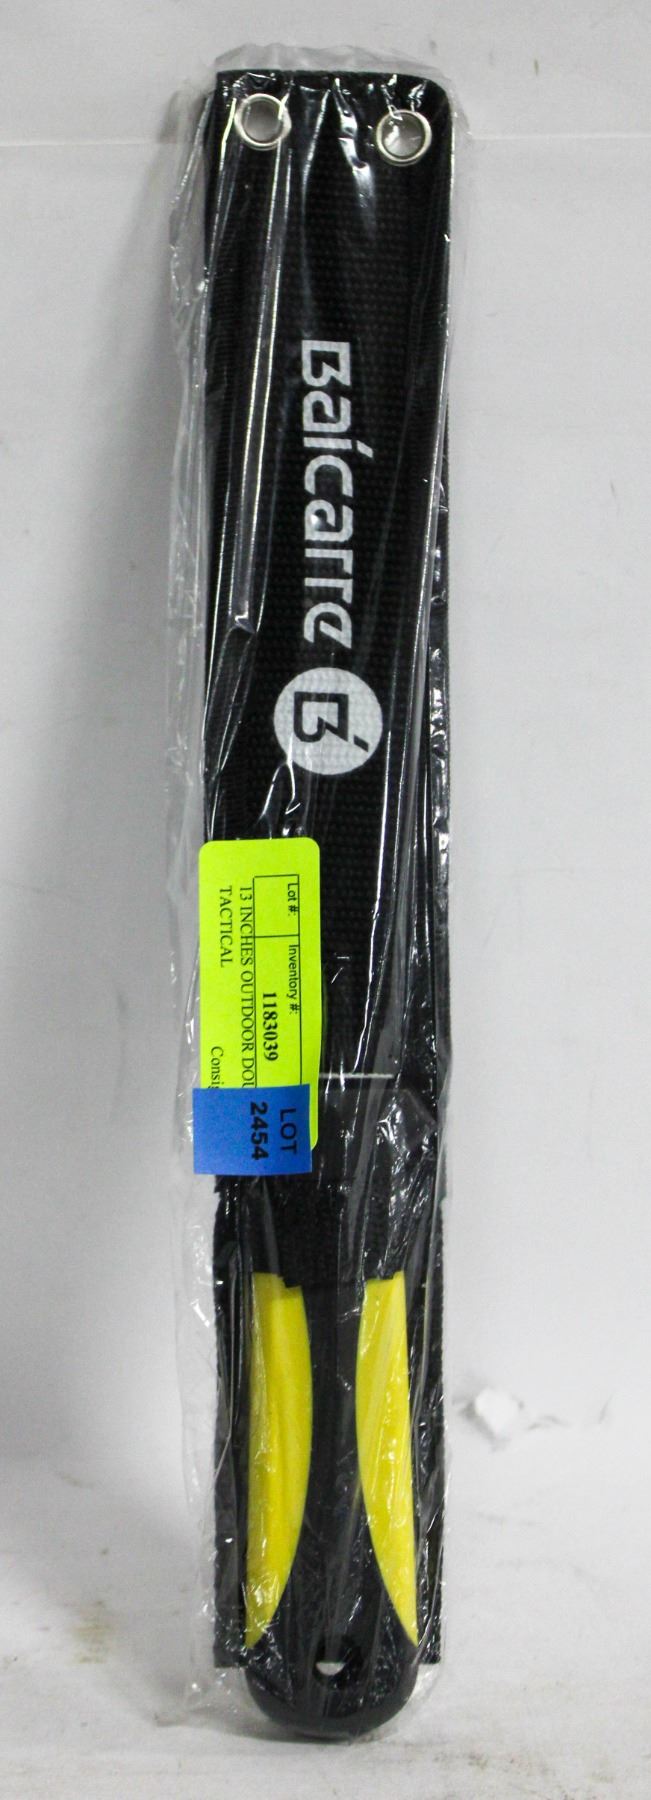 Baicarre
B
Lot #: Inventory #:
1183039
13 INCHES OUTDOOR DOU
TACTICAL
Consi
LOT
2454